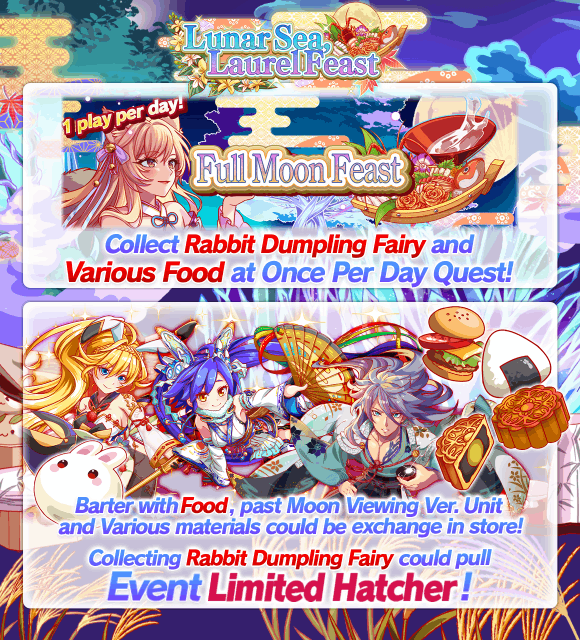 Lunar Sea,
Laurel Feast
1 play per day!
Full Moon Feast
Collect Rabbit Dumpling Fairy and
Various Food at Once Per Day Quest!
Barter with Food, past Moon Viewing Ver. Unit
and Various materials could be exchange in store!
Collecting Rabbit Dumpling Fairy could pull
Event Limited Hatcher!